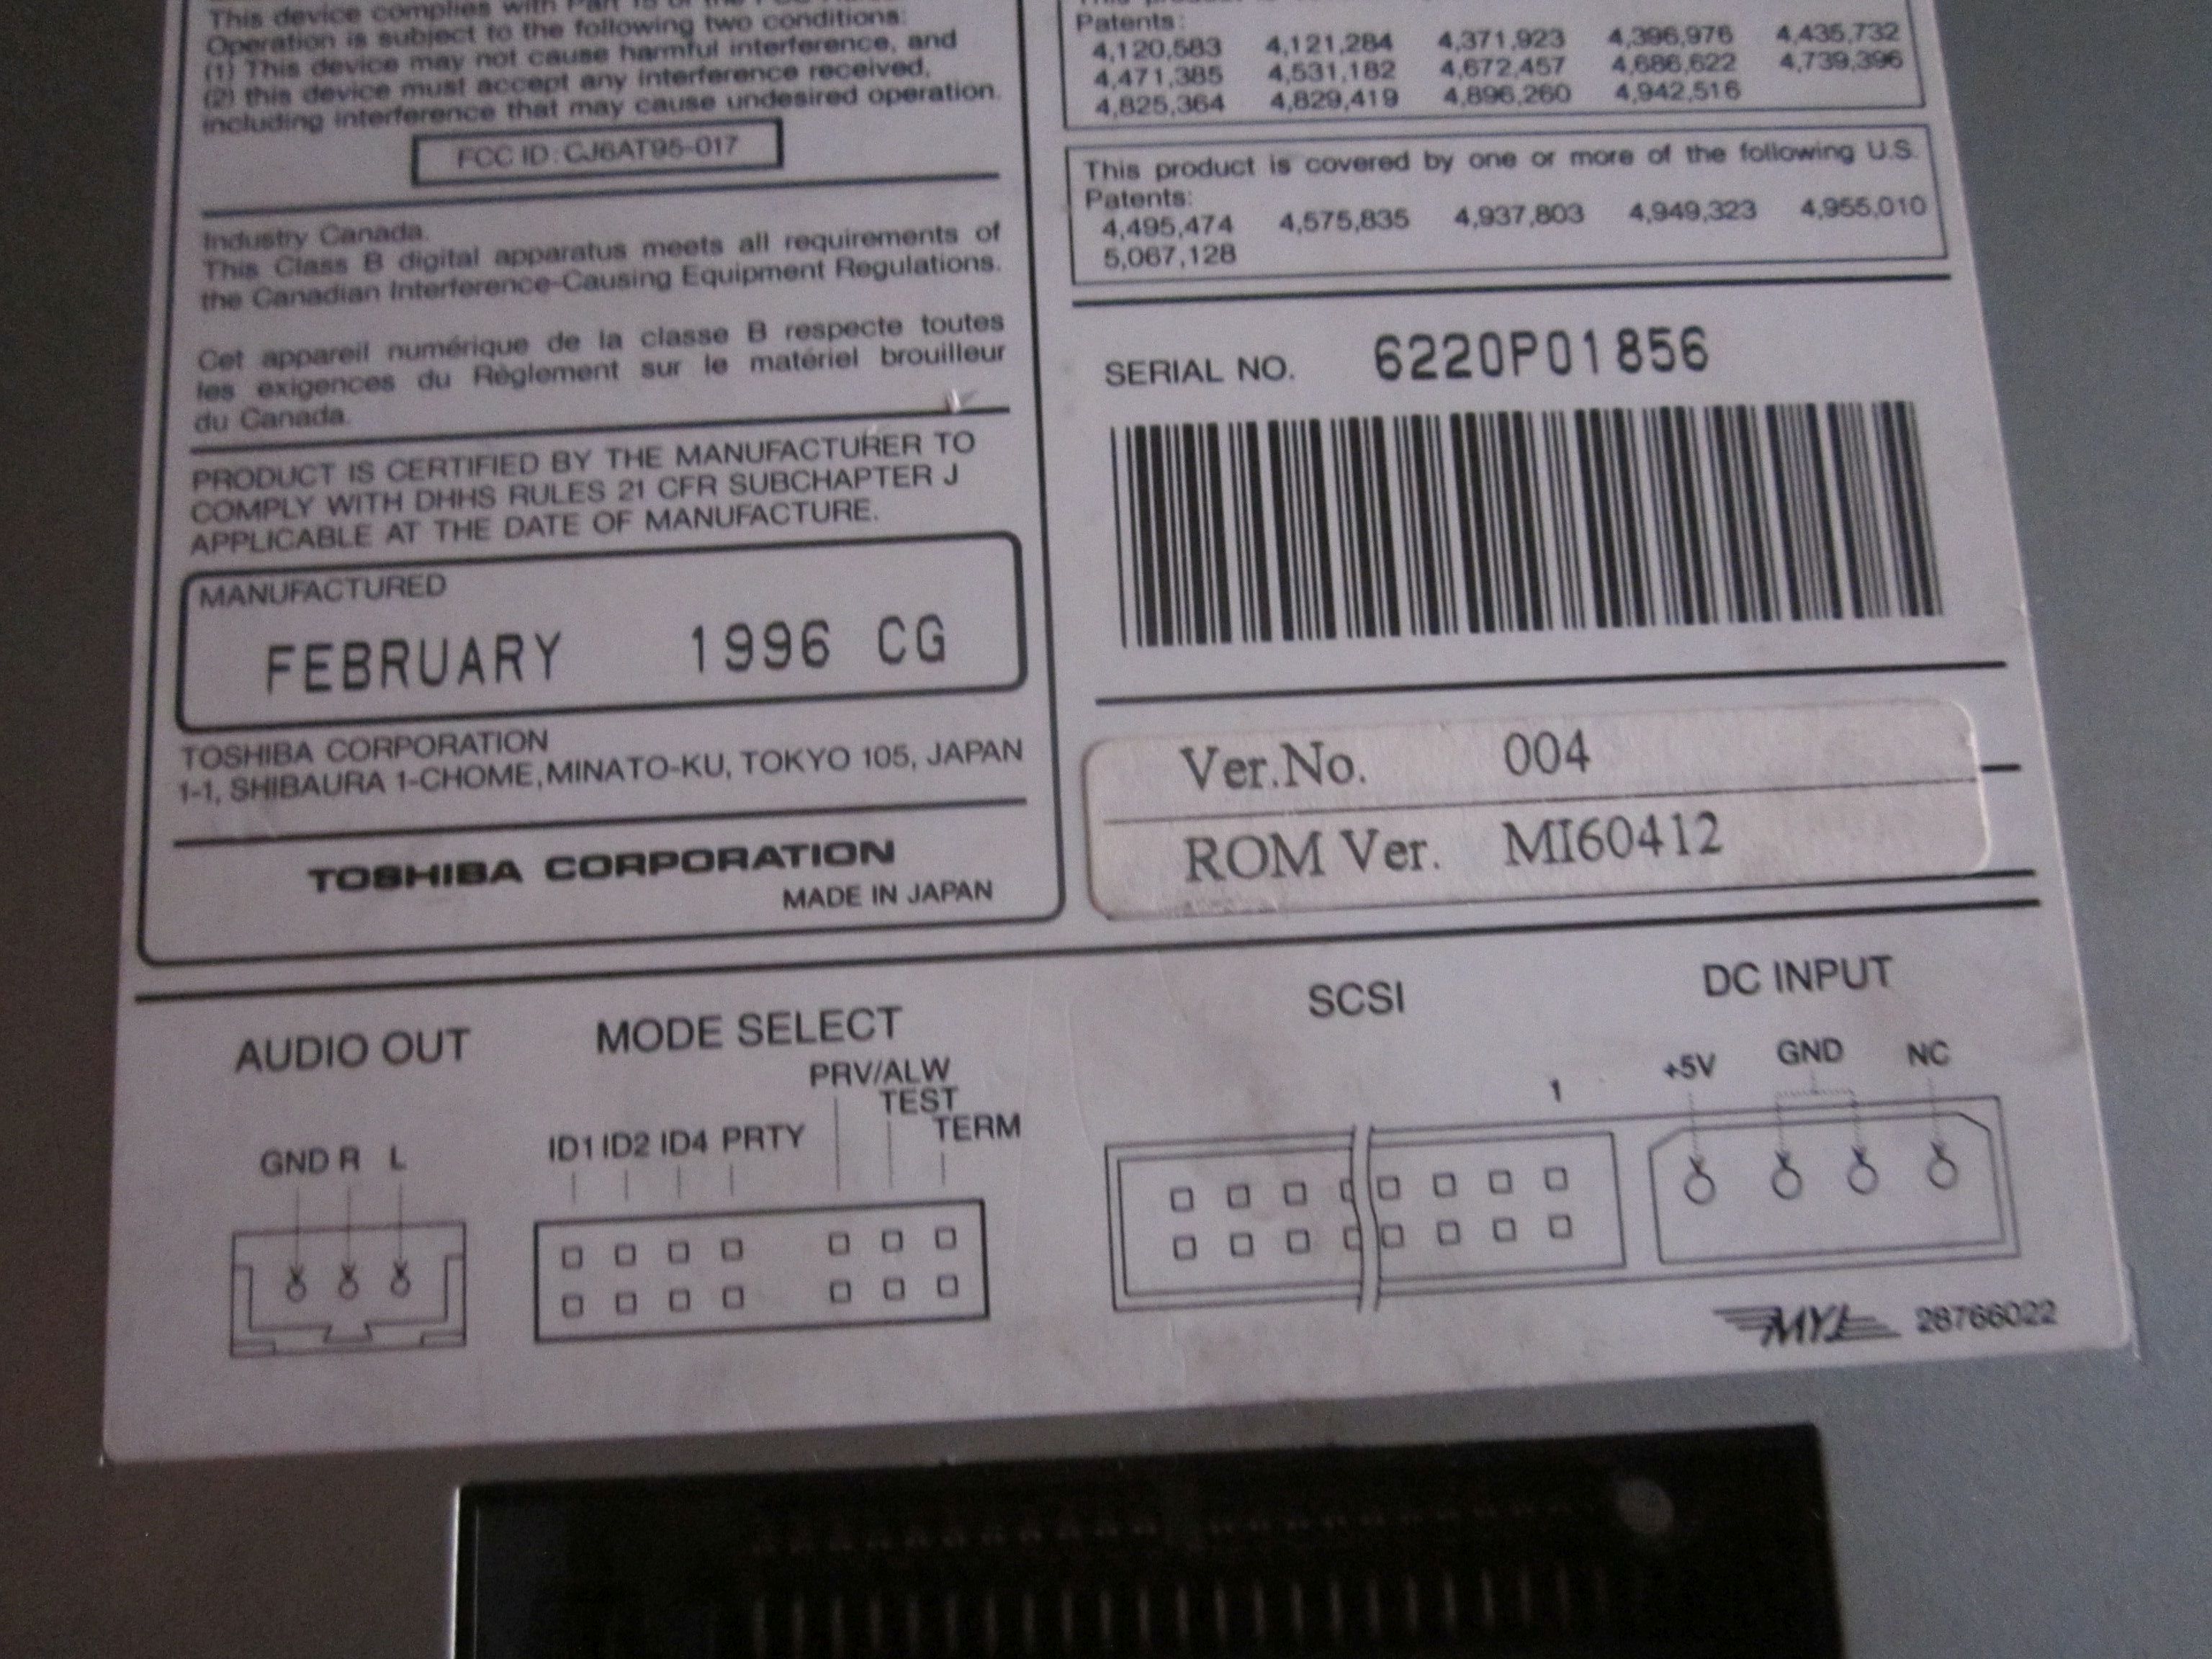 This device complies with Part 15 of the FCC
Operation is subject to the following two conditions:
(1) This device may not cause harmful interference, and
(2) this device must accept any interference received,
including interference that may cause undesired operation.
FCC ID: CJ6AT95-017
Industry Canada.
This Class B digital apparatus meets all requirements of
the Canadian Interference-Causing Equipment Regulations.
Cet appareil numérique de la classe B respecte toutes
les exigences du Règlement sur le matériel brouilleur
du Canada.
PRODUCT IS CERTIFIED BY THE MANUFACTURER TO
COMPLY WITH DHHS RULES 21 CFR SUBCHAPTER J
APPLICABLE AT THE DATE OF MANUFACTURE.
MANUFACTURED
FEBRUARY 1996 CG
TOSHIBA CORPORATION
1-1, SHIBAURA 1-CHOME, MINATO-KU, TOKYO 105, JAPAN
TOSHIBA CORPORATION
MADE IN JAPAN
Patents:
4,120,583 4,121,284 4,371,923 4,396,976 4,435,732
4,471,385 4,531,182 4,672,457 4,686,622 4,739,396
4,825,364 4,829,419 4,896,260 4,942,516
This product is covered by one or more of the following U.S.
Patents:
4,495,474 4,575,835 4,937,803 4,949,323 4,955,010
5,067,128
SERIAL NO. 6220P01856
Ver.No. 004
ROM Ver. MI60412
AUDIO OUT
GND R L
MODE SELECT
PRV/ALW
TEST
ID1 ID2 ID4 PRTY TERM
SCSI
1
DC INPUT
+5V GND NC
MYL 28766022